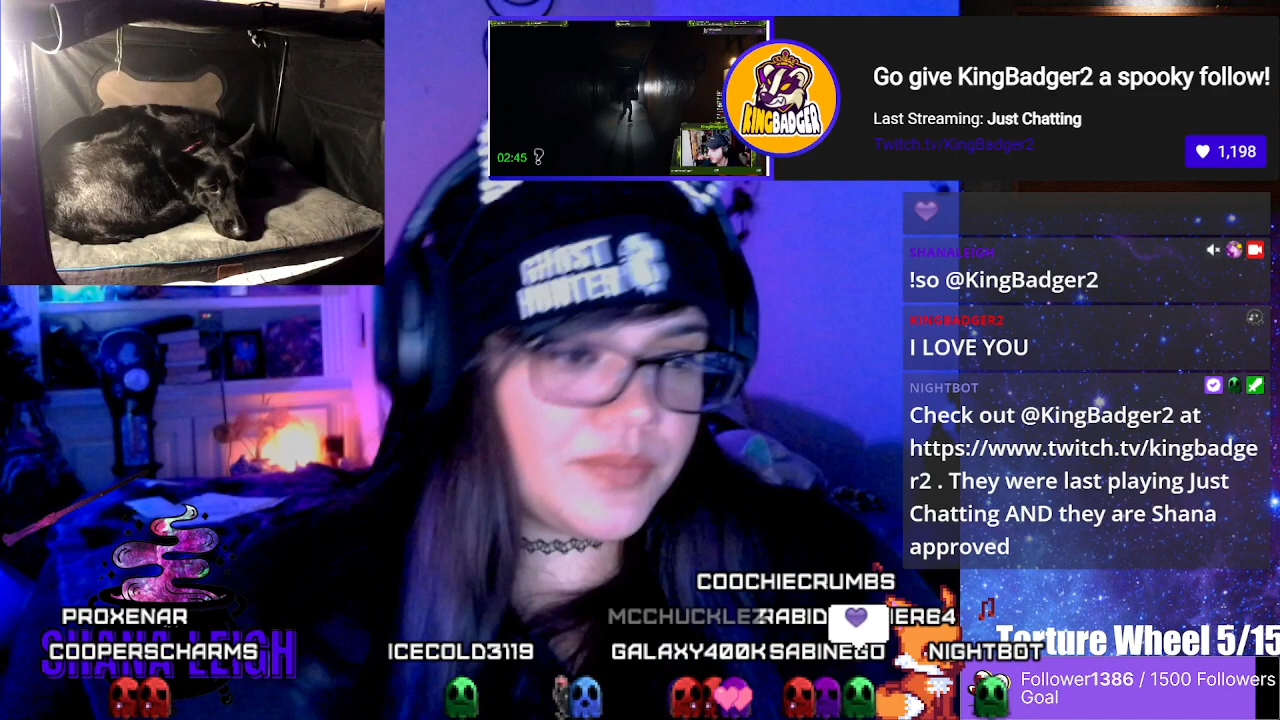 Go give KingBadger2 a spooky follow!
Last Streaming: Just Chatting
Twitch.tv/KingBadger2
1,198
KINGBADGER
02:45
GHOST
HUNTER
SHANALEIGH
!so @KingBadger2
KINGBADGER2
I LOVE YOU
NIGHTBOT
Check out @KingBadger2 at
https://www.twitch.tv/kingbadge
r2 . They were last playing Just
Chatting AND they are Shana
approved
COOCHIECRUMBS
PROXENAR
MCCHUCKLEZ
COOPERSCHARMS
SHANA LEIGH
ICECOLD3119
GALAXY400K
SABINEGO
NIGHTBOT
Torture Wheel 5/15
Follower
Goal
1386 / 1500 Followers